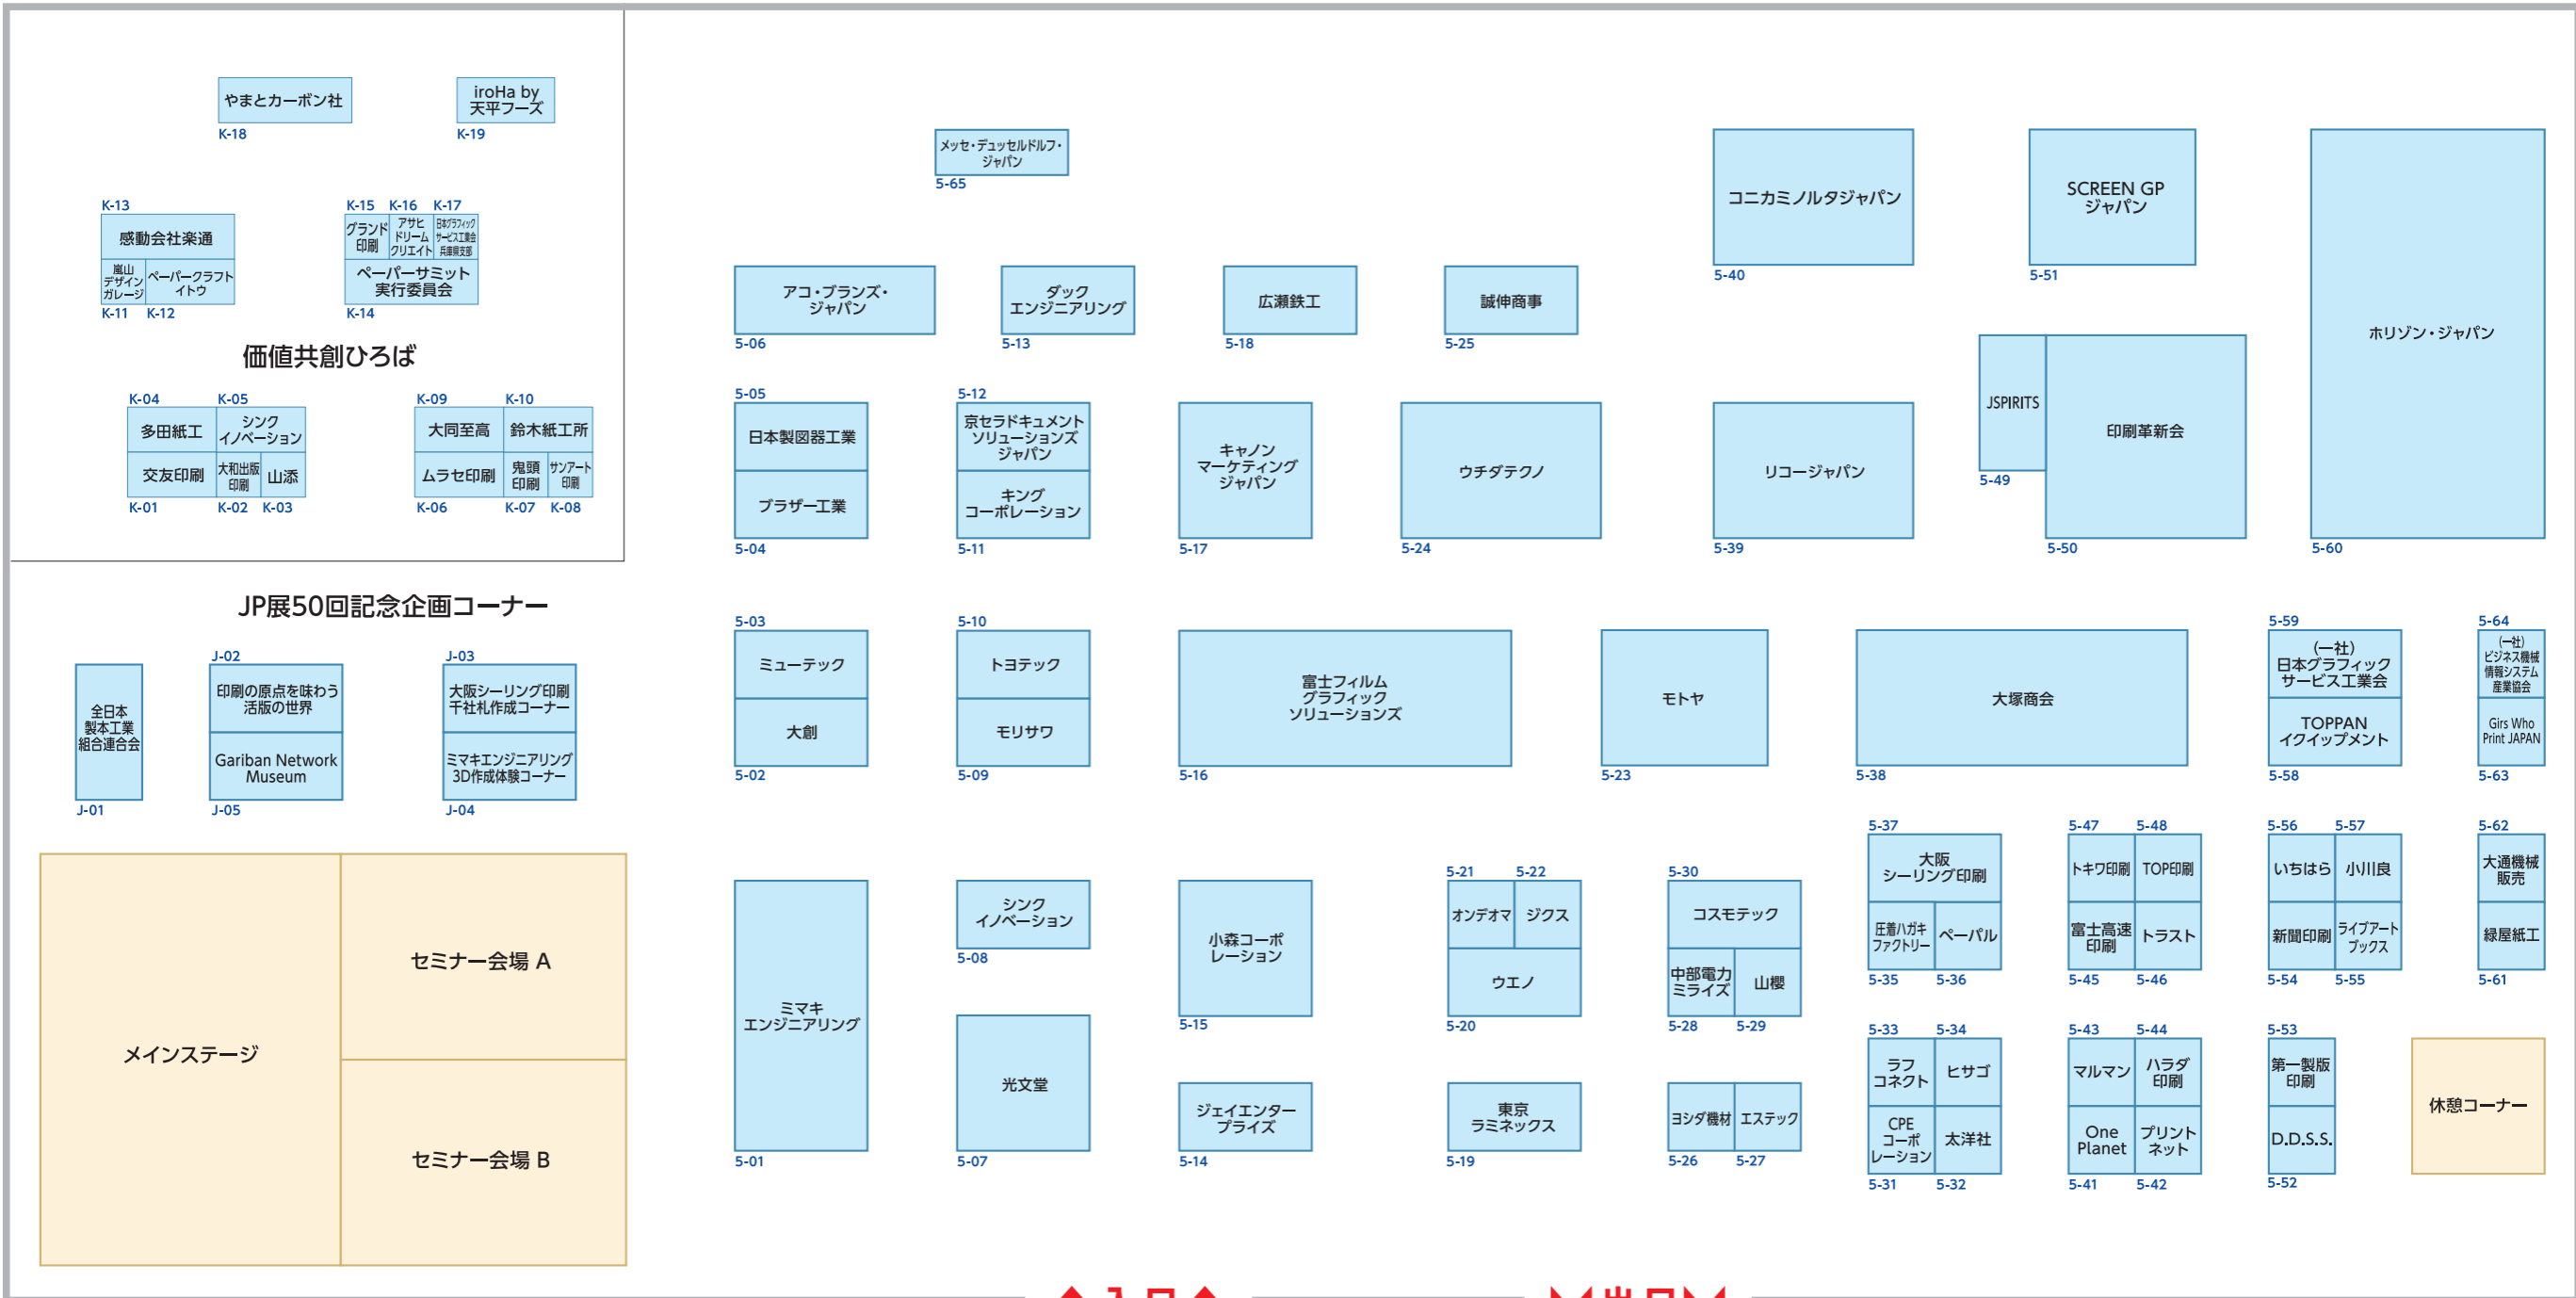 やまとカーボン社
K-18
iroHa by
天平フーズ
K-19
K-13
感動会社楽通
嵐山
デザイン
ガレージ
ペーパークラフト
イトウ
K-11 K-12
K-15 K-16 K-17
グランド
印刷
アサヒ
ドリーム
クリエイト
日本グラフィック
サービス工業会
兵庫県支部
ペーパーサミット
実行委員会
K-14
価値共創ひろば
K-04 K-05
多田紙工
シンク
イノベーション
交友印刷
大和出版
印刷
山添
K-01 K-02 K-03
K-09 K-10
大同至高
鈴木紙工所
ムラセ印刷
鬼頭
印刷
サンアート
印刷
K-06 K-07 K-08
JP展50回記念企画コーナー
全日本
製本工業
組合連合会
J-01
J-02
印刷の原点を味わう
活版の世界
Gariban Network
Museum
J-05
J-03
大阪シーリング印刷
千社札作成コーナー
ミマキエンジニアリング
3D作成体験コーナー
J-04
メインステージ
セミナー会場 A
セミナー会場 B
メッセ・デュッセルドルフ・
ジャパン
5-65
アコ・ブランズ・
ジャパン
5-06
ダック
エンジニアリング
5-13
広瀬鉄工
5-18
誠伸商事
5-25
コニカミノルタジャパン
5-40
SCREEN GP
ジャパン
5-51
ホリゾン・ジャパン
5-60
5-05
日本製図器工業
ブラザー工業
5-04
5-12
京セラドキュメント
ソリューションズ
ジャパン
キング
コーポレーション
5-11
キャノン
マーケティング
ジャパン
5-17
ウチダテクノ
5-24
リコージャパン
5-39
JSPIRITS
5-49
印刷革新会
5-50
5-03
ミューテック
大創
5-02
5-10
トヨテック
モリサワ
5-09
富士フィルム
グラフィック
ソリューションズ
5-16
モトヤ
5-23
大塚商会
5-38
5-59
(一社)
日本グラフィック
サービス工業会
TOPPAN
イクイップメント
5-58
5-64
(一社)
ビジネス機械
情報システム
産業協会
Girs Who
Print JAPAN
5-63
ミマキ
エンジニアリング
5-01
シンク
イノベーション
5-08
光文堂
5-07
小森コーポ
レーション
5-15
ジェイエンター
プライズ
5-14
5-21 5-22
オンデオマ
ジクス
ウエノ
5-20
東京
ラミネックス
5-19
5-30
コスモテック
中部電力
ミライズ
山櫻
5-28 5-29
ヨシダ機材
エステック
5-26 5-27
5-37
大阪
シーリング印刷
圧着ハガキ
ファクトリー
ペーパル
5-35 5-36
5-33 5-34
ラフ
コネクト
ヒサゴ
CPE
コーポ
レーション
太洋社
5-31 5-32
5-47 5-48
トキワ印刷
TOP印刷
富士高速
印刷
トラスト
5-45 5-46
5-43 5-44
マルマン
ハラダ
印刷
One
Planet
プリント
ネット
5-41 5-42
5-56 5-57
いちはら
小川良
新聞印刷
ライブアート
ブックス
5-54 5-55
5-53
第一製版
印刷
D.D.S.S.
5-52
5-62
大通機械
販売
緑屋紙工
5-61
休憩コーナー
入口
出口